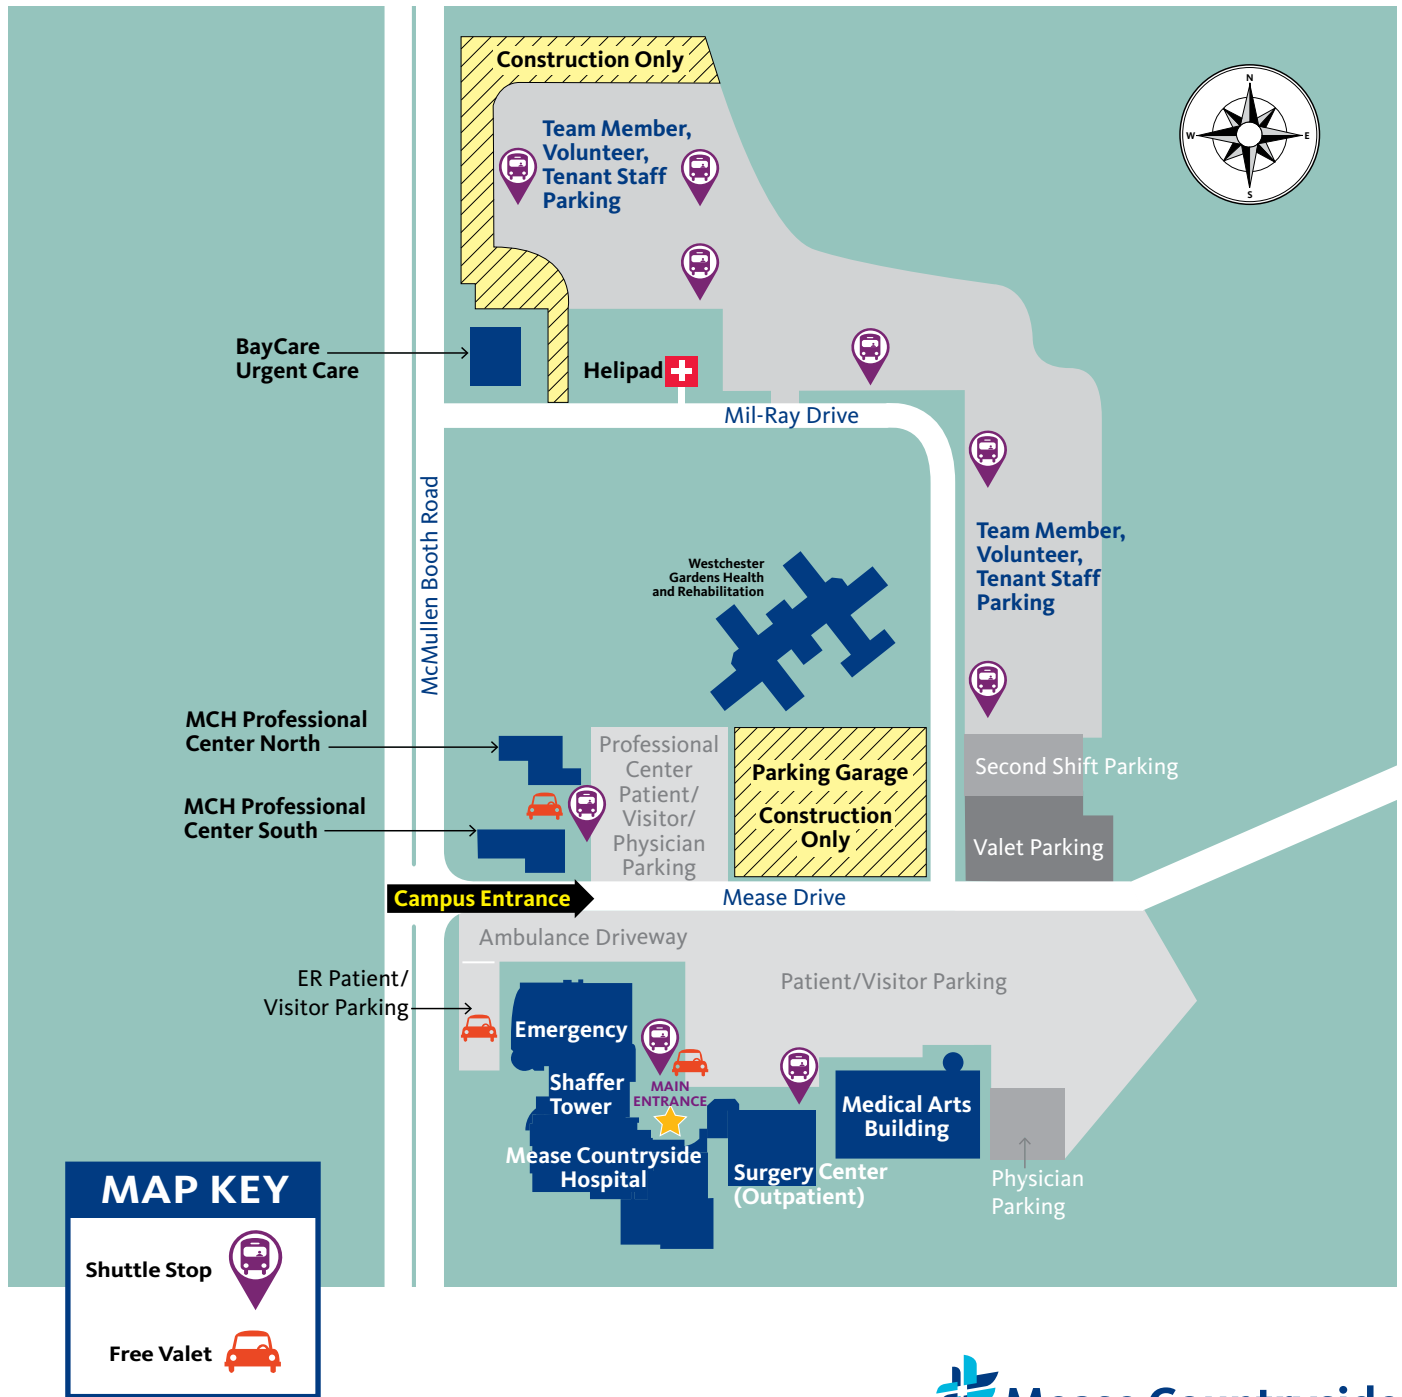 Construction Only
N
W
E
S
Team Member,
Volunteer,
Tenant Staff
Parking
BayCare
Urgent Care
Helipad
Mil-Ray Drive
McMullen Booth Road
Team Member,
Volunteer,
Tenant Staff
Parking
Westchester
Gardens Health
and Rehabilitation
MCH Professional
Center North
MCH Professional
Center South
Professional
Center
Patient/
Visitor/
Physician
Parking
Parking Garage
Construction
Only
Second Shift Parking
Valet Parking
Campus Entrance
Mease Drive
Ambulance Driveway
ER Patient/
Visitor Parking
Patient/Visitor Parking
Emergency
Shaffer
Tower
MAIN
ENTRANCE
Mease Countryside
Hospital
Surgery Center
(Outpatient)
Medical Arts
Building
Physician
Parking
MAP KEY
Shuttle Stop
Free Valet
Mease Countryside